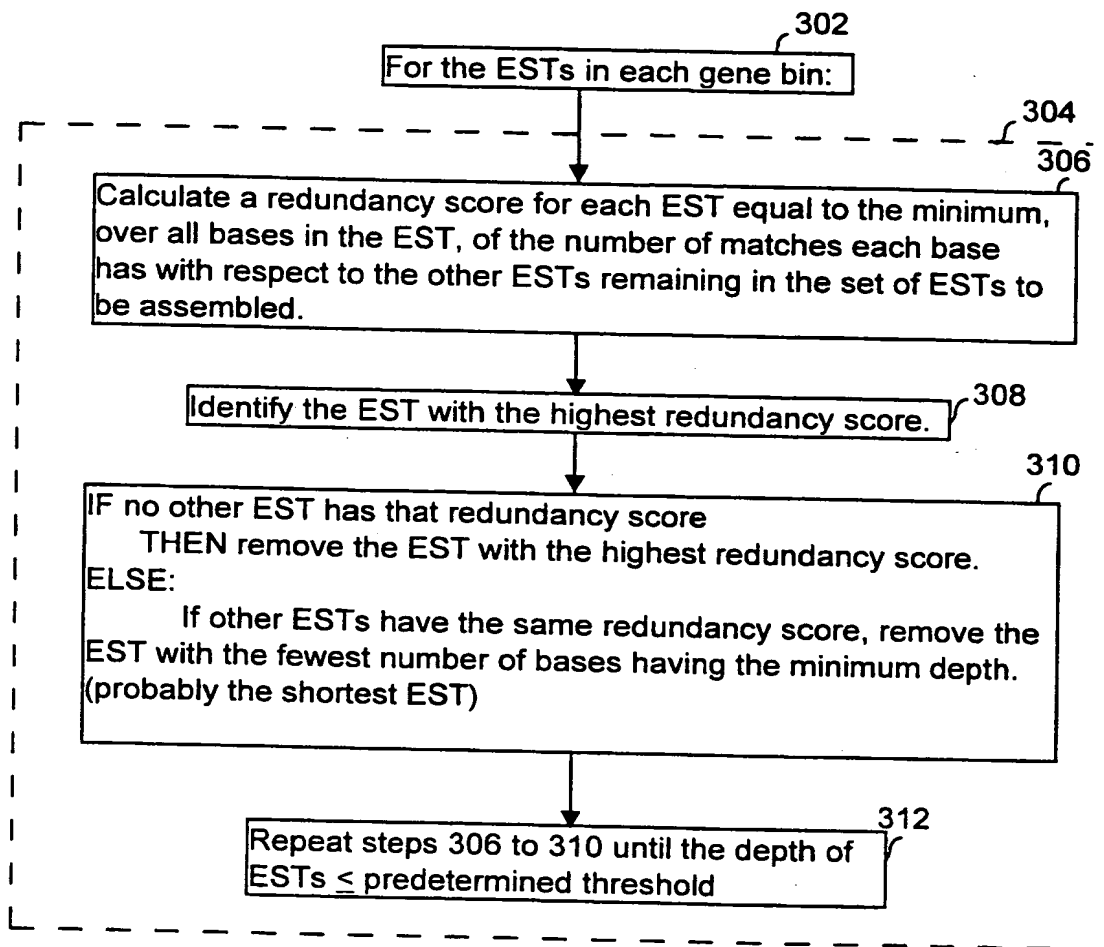 302
For the ESTs in each gene bin:
304
306
Calculate a redundancy score for each EST equal to the minimum,
over all bases in the EST, of the number of matches each base
has with respect to the other ESTs remaining in the set of ESTs to
be assembled.
308
Identify the EST with the highest redundancy score.
310
IF no other EST has that redundancy score
THEN remove the EST with the highest redundancy score.
ELSE:
If other ESTs have the same redundancy score, remove the
EST with the fewest number of bases having the minimum depth.
(probably the shortest EST)
312
Repeat steps 306 to 310 until the depth of
ESTs ≤ predetermined threshold